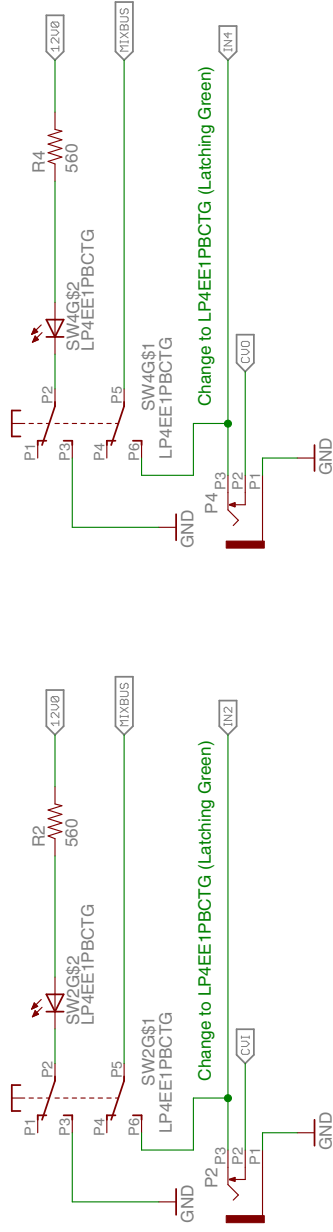 12V0
R4
560
SW4G$2
LP4EE1PBCTG
P2
P1
P3
MIXBUS
P5
P4
P6
SW4G$1
LP4EE1PBCTG
GND
Change to LP4EE1PBCTG (Latching Green)
IN4
CVO
P4
P3
P2
P1
GND
12V0
R2
560
SW2G$2
LP4EE1PBCTG
P2
P1
P3
MIXBUS
P5
P4
P6
SW2G$1
LP4EE1PBCTG
GND
Change to LP4EE1PBCTG (Latching Green)
IN2
CVI
P2
P3
P2
P1
GND